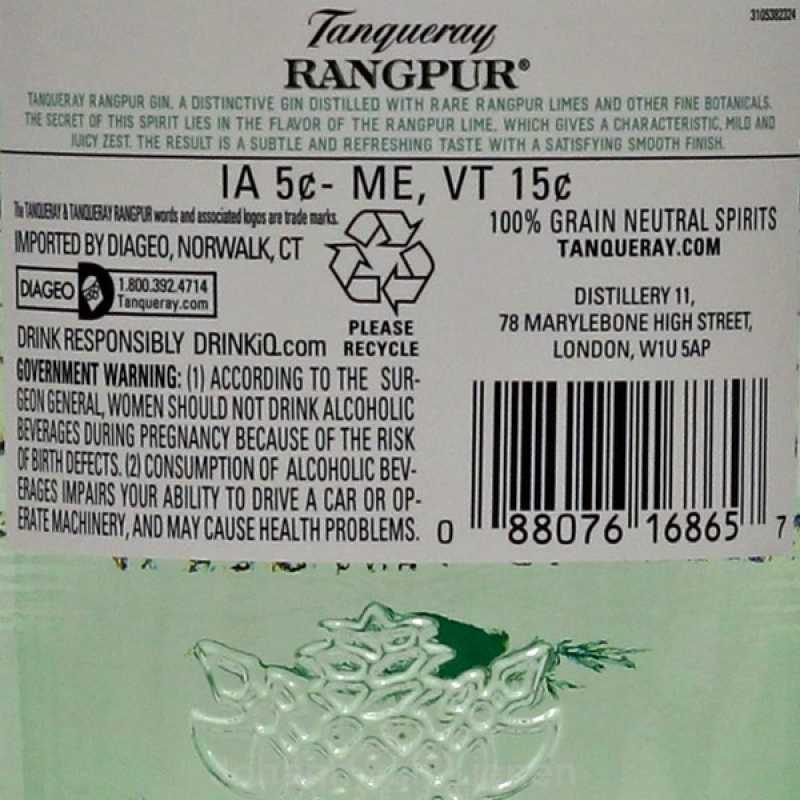 3105382324
Tanqueray
RANGPUR®
TANQUERAY RANGPUR GIN, A DISTINCTIVE GIN DISTILLED WITH RARE RANGPUR LIMES AND OTHER FINE BOTANICALS.
THE SECRET OF THIS SPIRIT LIES IN THE FLAVOR OF THE RANGPUR LIME, WHICH GIVES A CHARACTERISTIC, MILD AND
JUICY ZEST. THE RESULT IS A SUBTLE AND REFRESHING TASTE WITH A SATISFYING SMOOTH FINISH.
IA 5¢- ME, VT 15¢
The TANQUERAY & TANQUERAY RANGPUR words and associated logos are trade marks.
IMPORTED BY DIAGEO, NORWALK, CT
DIAGEO
1.800.392.4714
Tanqueray.com
DRINK RESPONSIBLY DRINKiQ.com
PLEASE
RECYCLE
GOVERNMENT WARNING: (1) ACCORDING TO THE SUR-
GEON GENERAL, WOMEN SHOULD NOT DRINK ALCOHOLIC
BEVERAGES DURING PREGNANCY BECAUSE OF THE RISK
OF BIRTH DEFECTS. (2) CONSUMPTION OF ALCOHOLIC BEV-
ERAGES IMPAIRS YOUR ABILITY TO DRIVE A CAR OR OP-
ERATE MACHINERY, AND MAY CAUSE HEALTH PROBLEMS.
100% GRAIN NEUTRAL SPIRITS
TANQUERAY.COM
DISTILLERY 11,
78 MARYLEBONE HIGH STREET,
LONDON, W1U 5AP
0 88076 16865 7